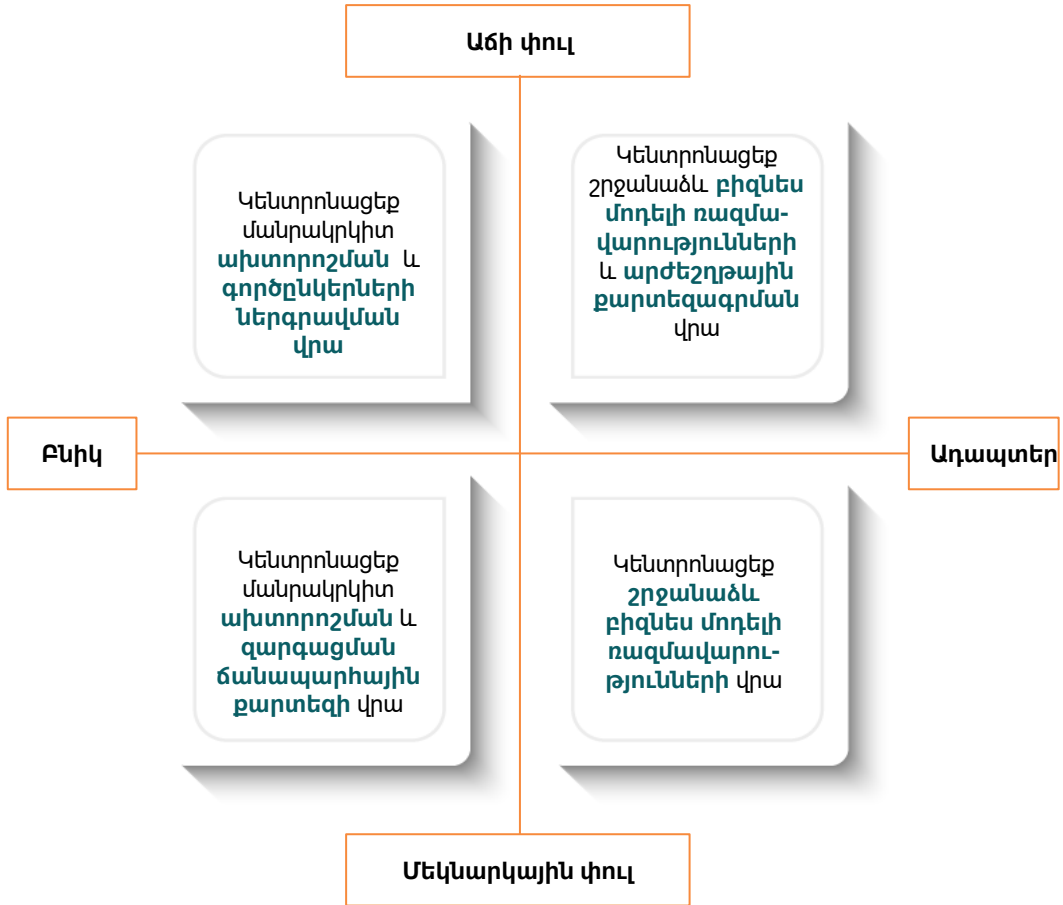 Աճի փուլ
Կենտրոնացեք
մանրակրկիտ
ախտորոշման և
գործընկերների
ներգրավման
վրա
Կենտրոնացեք
շրջանաձև բիզնես
մոդելի ռազմա-
վարությունների
և արժեշղթային
քարտեզագրման
վրա
Բնիկ
Ադապտեր
Կենտրոնացեք
մանրակրկիտ
ախտորոշման և
զարգացման
ճանապարհային
քարտեզի վրա
Կենտրոնացեք
շրջանաձև
բիզնես մոդելի
ռազմավարու-
թյունների վրա
Մեկնարկային փուլ